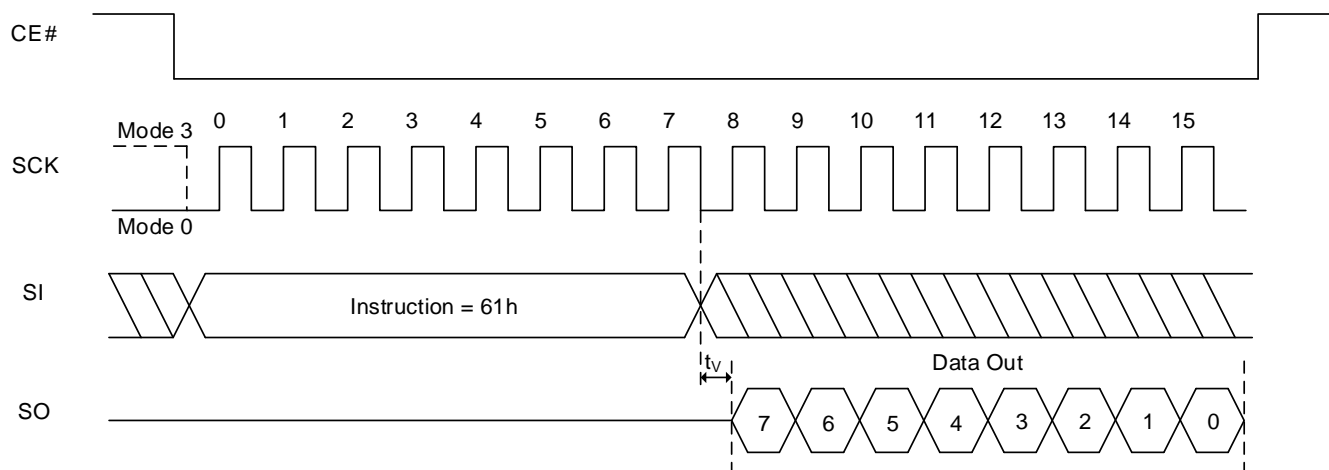 CE#
Mode 3
0 1 2 3 4 5 6 7 8 9 10 11 12 13 14 15
SCK
Mode 0
SI
Instruction = 61h
tV
Data Out
SO
7 6 5 4 3 2 1 0